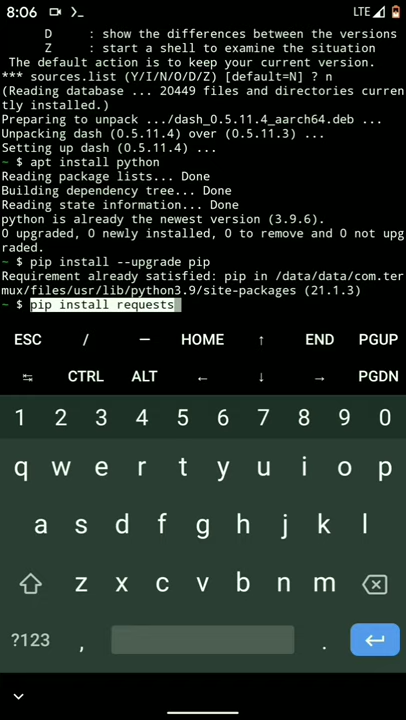 8:06 >_ LTE
D : show the differences between the versions
Z : start a shell to examine the situation
The default action is to keep your current version.
*** sources.list (Y/I/N/O/D/Z) [default=N] ? n
(Reading database ... 20449 files and directories curren
tly installed.)
Preparing to unpack .../dash_0.5.11.4_aarch64.deb ...
Unpacking dash (0.5.11.4) over (0.5.11.3) ...
Setting up dash (0.5.11.4) ...
~ $ apt install python
Reading package lists... Done
Building dependency tree... Done
Reading state information... Done
python is already the newest version (3.9.6).
0 upgraded, 0 newly installed, 0 to remove and 0 not upg
raded.
~ $ pip install --upgrade pip
Requirement already satisfied: pip in /data/data/com.ter
mux/files/usr/lib/python3.9/site-packages (21.1.3)
~ $ pip install requests
ESC / — HOME ↑ END PGUP
↹ CTRL ALT ← ↓ → PGDN
1 2 3 4 5 6 7 8 9 0
q w e r t y u i o p
a s d f g h j k l
z x c v b n m
?123 , .